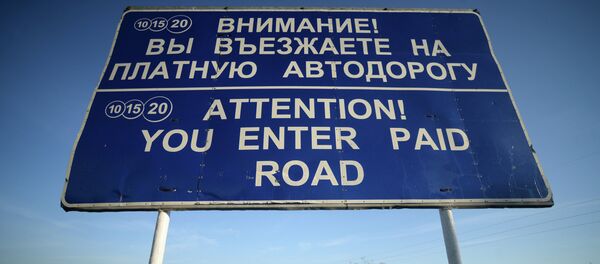 10 15 20 ВНИМАНИЕ!
ВЫ ВЪЕЗЖАЕТЕ НА
ПЛАТНУЮ АВТОДОРОГУ
10 15 20 ATTENTION!
YOU ENTER PAID
ROAD